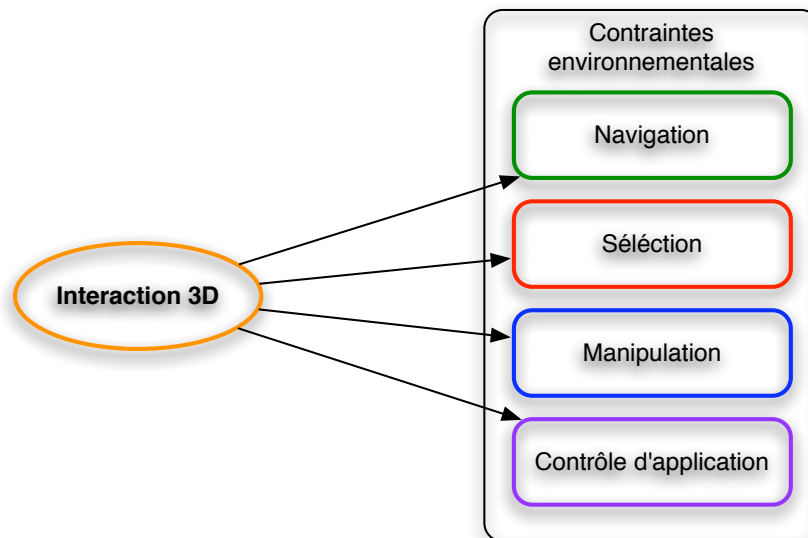 Contraintes
environnementales
Navigation
Séléction
Interaction 3D
Manipulation
Contrôle d'application